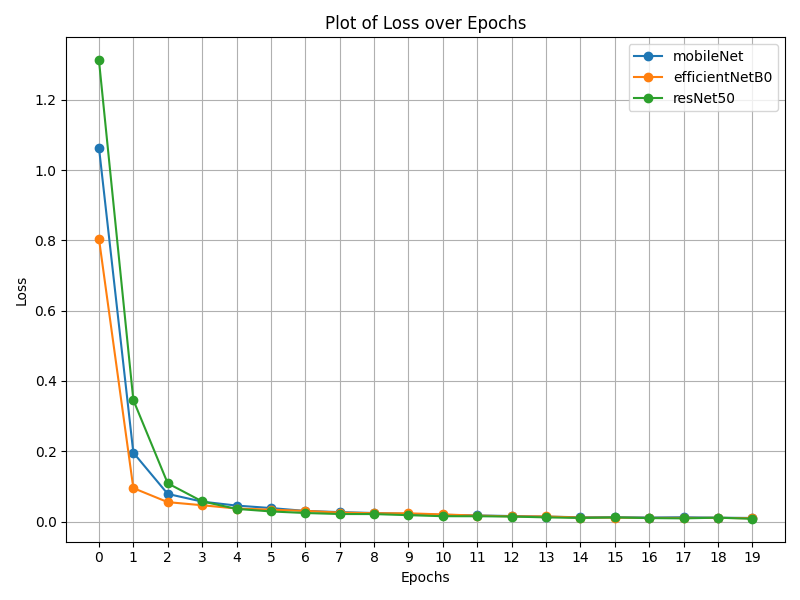 Plot of Loss over Epochs
mobileNet
efficientNetB0
resNet50
Loss
1.2
1.0
0.8
0.6
0.4
0.2
0.0
0 1 2 3 4 5 6 7 8 9 10 11 12 13 14 15 16 17 18 19
Epochs